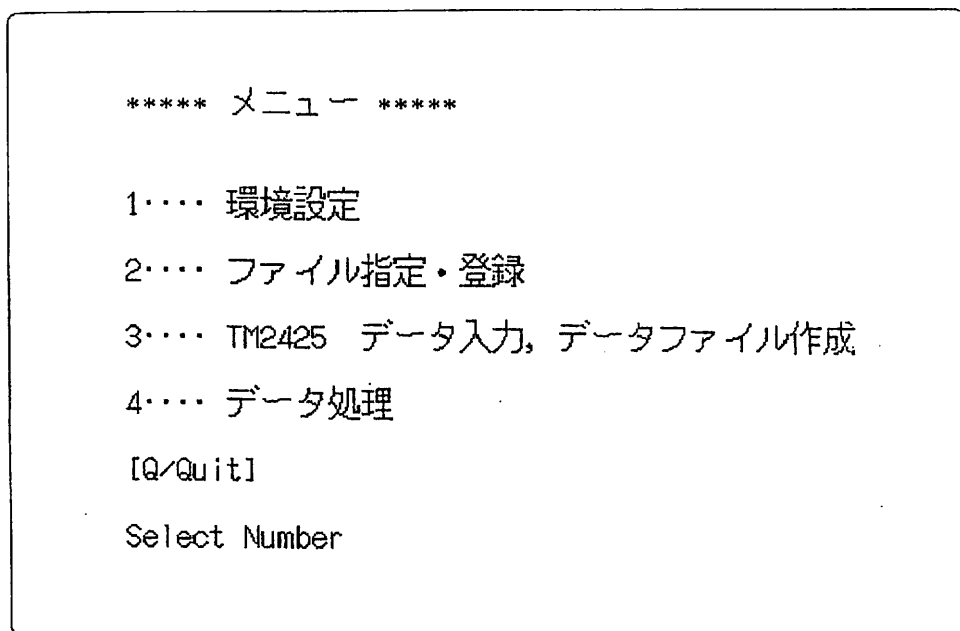 ***** メニュー *****
1‥‥ 環境設定
2‥‥ ファイル指定・登録
3‥‥ TM2425 データ入力, データファイル作成
4‥‥ データ処理
[Q/Quit]
Select Number